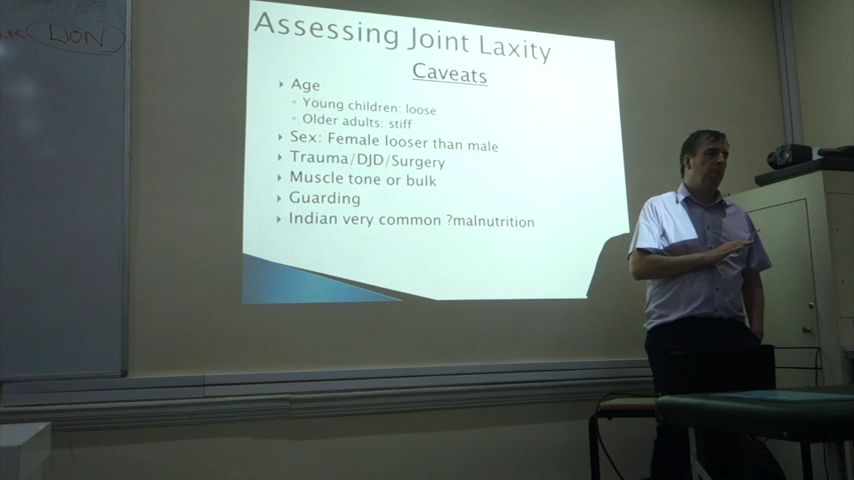 LION
Assessing Joint Laxity
Caveats
Age
Young children: loose
Older adults: stiff
Sex: Female looser than male
Trauma/DJD/Surgery
Muscle tone or bulk
Guarding
Indian very common ?malnutrition